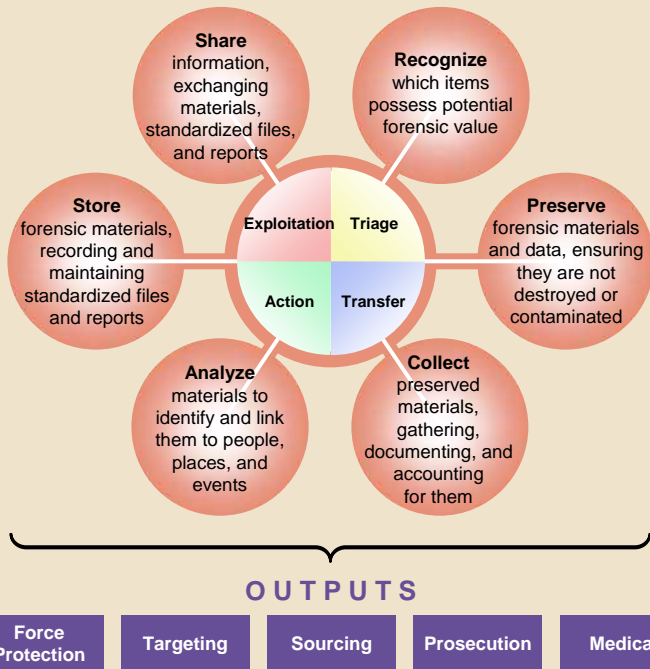 Share
information,
exchanging
materials,
standardized files,
and reports
Recognize
which items
possess potential
forensic value
Store
forensic materials,
recording and
maintaining
standardized files
and reports
Exploitation
Triage
Action
Transfer
Preserve
forensic materials
and data, ensuring
they are not
destroyed or
contaminated
Analyze
materials to
identify and link
them to people,
places, and
events
Collect
preserved
materials,
gathering,
documenting, and
accounting
for them
OUTPUTS
Force
Protection
Targeting
Sourcing
Prosecution
Medica